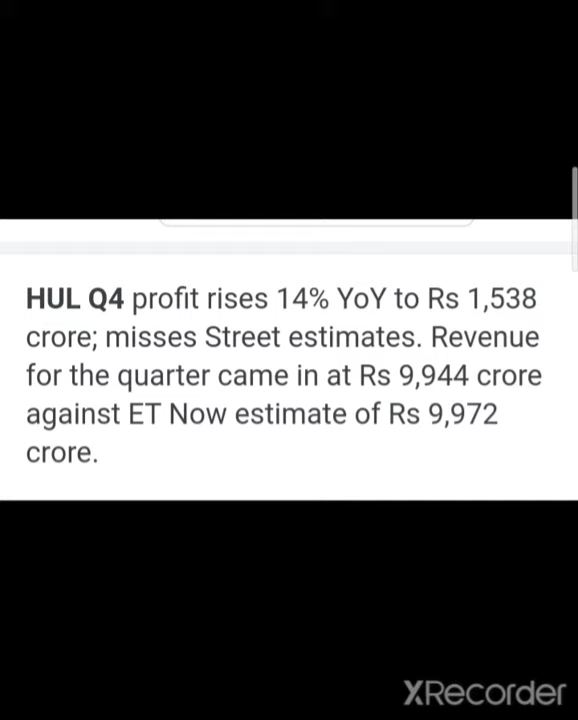 HUL Q4 profit rises 14% YoY to Rs 1,538
crore; misses Street estimates. Revenue
for the quarter came in at Rs 9,944 crore
against ET Now estimate of Rs 9,972
crore.
XRecorder